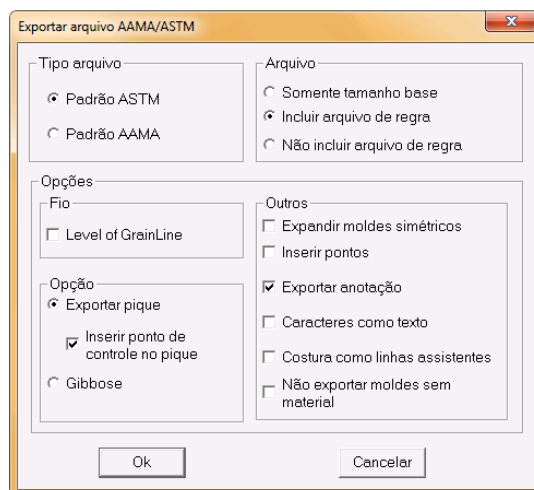 Exportar arquivo AAMA/ASTM
Tipo arquivo
Padrão ASTM
Padrão AAMA
Arquivo
Somente tamanho base
Incluir arquivo de regra
Não incluir arquivo de regra
Opções
Fio
Level of GrainLine
Opção
Exportar pique
Inserir ponto de
controle no pique
Gibbose
Outros
Expandir moldes simétricos
Inserir pontos
Exportar anotação
Caracteres como texto
Costura como linhas assistentes
Não exportar moldes sem
material
Ok
Cancelar